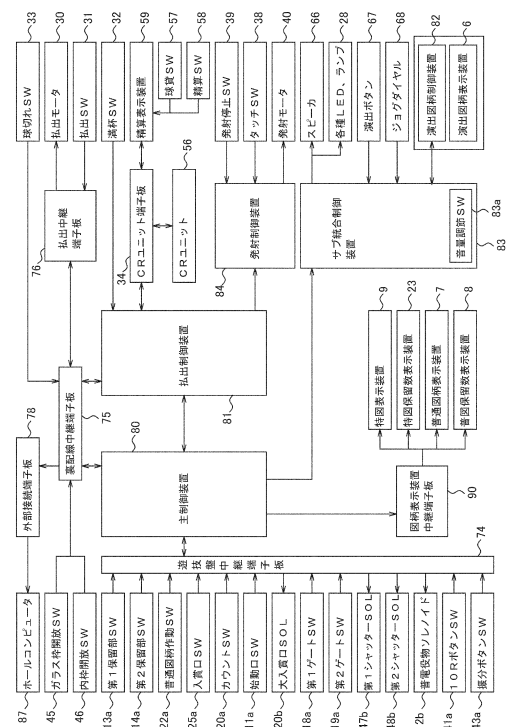 33 球切れSW
30 払出モータ
31 払出SW
32 満杯SW
59 精算表示装置
57 球貸SW
58 精算SW
39 発射停止SW
38 タッチSW
40 発射モータ
66 スピーカ
28 各種LED、ランプ
67 演出ボタン
68 ジョグダイヤル
82 演出図柄制御装置
6 演出図柄表示装置
76 払出中継
端子板
34 CRユニット端子板
56 CRユニット
84 発射制御装置
サブ統合制御
装置
音量調節SW 83a
83
78 外部接続端子板
裏配線中継端子板 75
払出制御装置 81
80 主制御装置
特図表示装置 9
特図保留数表示装置 23
普通図柄表示装置 7
普図保留数表示装置 8
図柄表示装置
中継端子板 90
遊技盤中継端子板 74
87 ホールコンピュータ
45 ガラス枠開放SW
46 内枠開放SW
13a 第1保留部SW
14a 第2保留部SW
22a 普通図柄作動SW
25a 入賞口SW
20a カウントSW
11a 始動口SW
20b 大入賞口SOL
18a 第1ゲートSW
19a 第2ゲートSW
47b 第1シャッターSOL
48b 第2シャッターSOL
2b 普電役物ソレノイド
41a 10RボタンSW
43a 振分ボタンSW